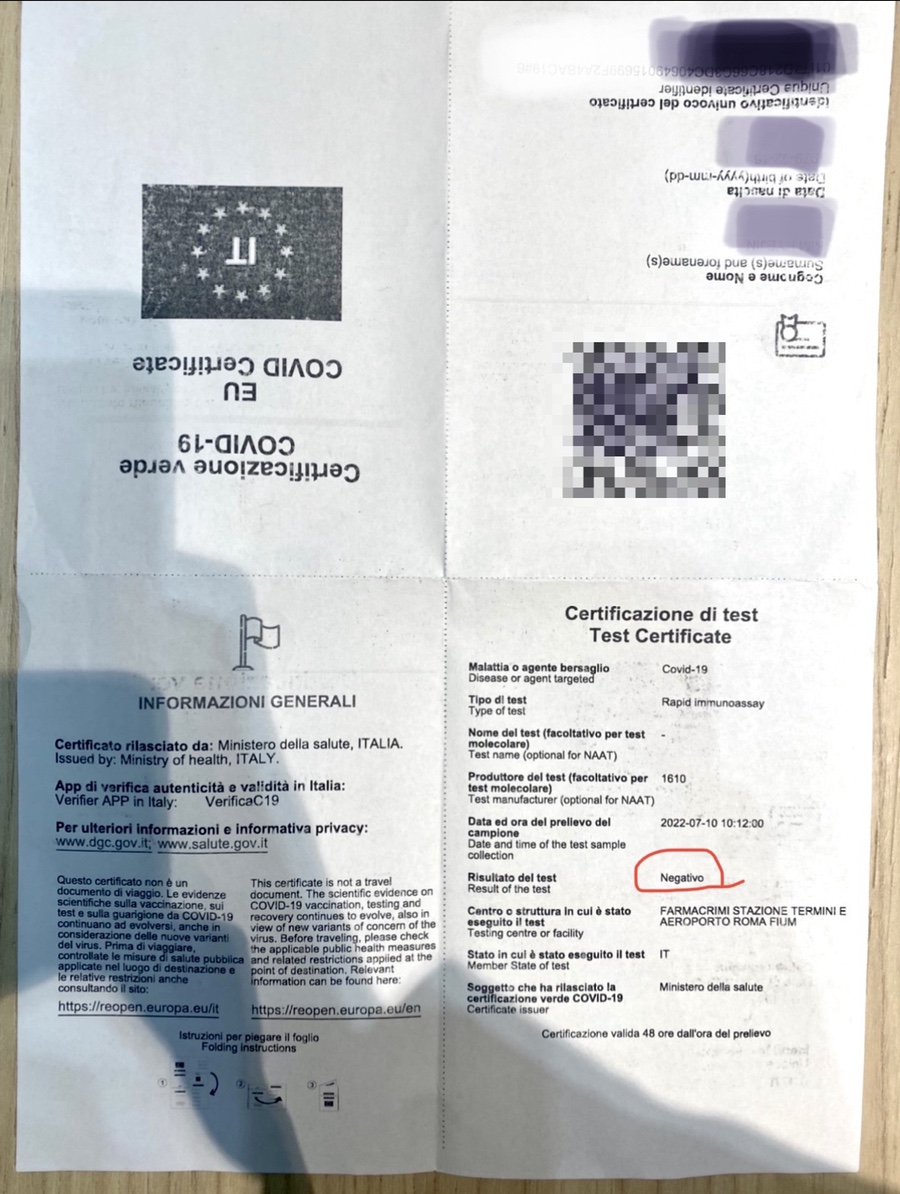 Certificazione verde
COVID-19
EU
COVID Certificate
IT
Cognome e Nome
Surname(s) and forename(s)
Data di nascita
Date of birth(yyyy-mm-dd)
Identificativo univoco del certificato
Unique Certificate Identifier
INFORMAZIONI GENERALI
Certificato rilasciato da: Ministero della salute, ITALIA.
Issued by: Ministry of health, ITALY.
App di verifica autenticità e validità in Italia:
Verifier APP in Italy: VerificaC19
Per ulteriori informazioni e informativa privacy:
www.dgc.gov.it; www.salute.gov.it
Questo certificato non è un
documento di viaggio. Le evidenze
scientifiche sulla vaccinazione, sui
test e sulla guarigione da COVID-19
continuano ad evolversi, anche in
considerazione delle nuove varianti
del virus. Prima di viaggiare,
controllate le misure di salute pubblica
applicate nel luogo di destinazione e
le relative restrizioni anche
consultando il sito:
https://reopen.europa.eu/it
This certificate is not a travel
document. The scientific evidence on
COVID-19 vaccination, testing and
recovery continues to evolve, also in
view of new variants of concern of the
virus. Before traveling, please check
the applicable public health measures
and related restrictions applied at the
point of destination. Relevant
information can be found here:
https://reopen.europa.eu/en
Istruzioni per piegare il foglio
Folding instructions
① ② ③
Certificazione di test
Test Certificate
Malattia o agente bersaglio Covid-19
Disease or agent targeted
Tipo di test Rapid immunoassay
Type of test
Nome del test (facoltativo per test -
molecolare)
Test name (optional for NAAT)
Produttore del test (facoltativo per 1610
test molecolare)
Test manufacturer (optional for NAAT)
Data ed ora del prelievo del 2022-07-10 10:12:00
campione
Date and time of the test sample
collection
Risultato del test Negativo
Result of the test
Centro o struttura in cui è stato FARMACRIMI STAZIONE TERMINI E
eseguito il test AEROPORTO ROMA FIUM
Testing centre or facility
Stato in cui è stato eseguito il test IT
Member State of test
Soggetto che ha rilasciato la Ministero della salute
certificazione verde COVID-19
Certificate issuer
Certificazione valida 48 ore dall'ora del prelievo